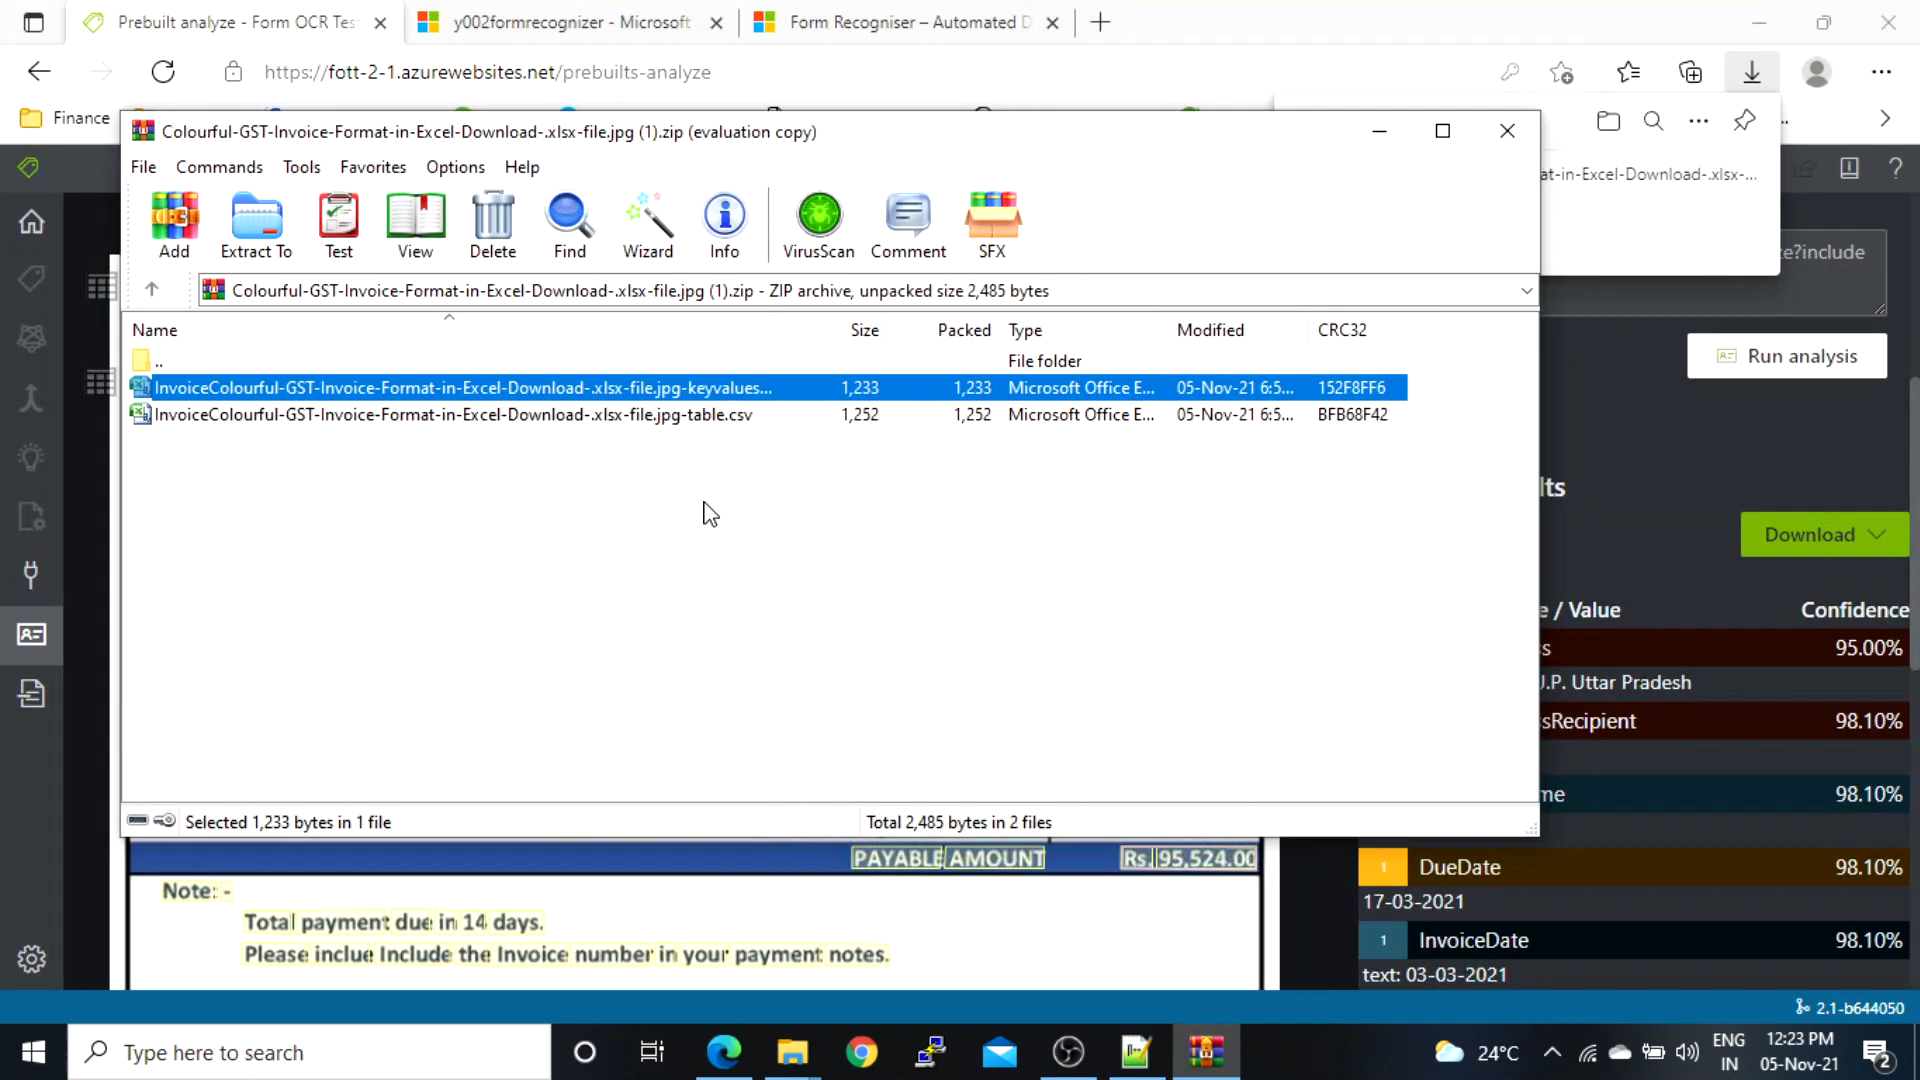 Prebuilt analyze - Form OCR Tes
y002formrecognizer - Microsoft
Form Recogniser – Automated D
https://fott-2-1.azurewebsites.net/prebuilts-analyze
Finance
Colourful-GST-Invoice-Format-in-Excel-Download-.xlsx-file.jpg (1).zip (evaluation copy)
File Commands Tools Favorites Options Help
at-in-Excel-Download-.xlsx-...
Add Extract To Test View Delete Find Wizard Info VirusScan Comment SFX
e?include
Colourful-GST-Invoice-Format-in-Excel-Download-.xlsx-file.jpg (1).zip - ZIP archive, unpacked size 2,485 bytes
Name Size Packed Type Modified CRC32
.. File folder
InvoiceColourful-GST-Invoice-Format-in-Excel-Download-.xlsx-file.jpg-keyvalues... 1,233 1,233 Microsoft Office E... 05-Nov-21 6:5... 152F8FF6
InvoiceColourful-GST-Invoice-Format-in-Excel-Download-.xlsx-file.jpg-table.csv 1,252 1,252 Microsoft Office E... 05-Nov-21 6:5... BFB68F42
Run analysis
lts
Download
e / Value Confidence
s 95.00%
J.P. Uttar Pradesh
sRecipient 98.10%
me 98.10%
Selected 1,233 bytes in 1 file Total 2,485 bytes in 2 files
PAYABLE AMOUNT Rs. 95,524.00
Note: -
Total payment due in 14 days.
Please inclue Include the Invoice number in your payment notes.
1 DueDate 98.10%
17-03-2021
1 InvoiceDate 98.10%
text: 03-03-2021
2.1-b644050
Type here to search
24°C
ENG
IN
12:23 PM
05-Nov-21
2